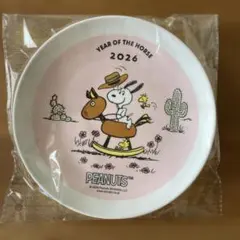 YEAR OF THE HORSE
2026
PEANUTS